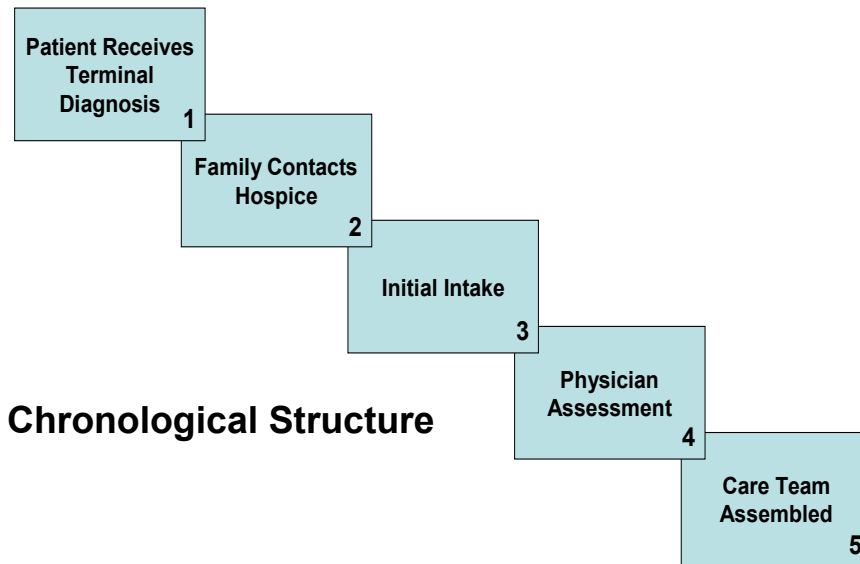 Patient Receives
Terminal
Diagnosis
1
Family Contacts
Hospice
2
Initial Intake
3
Physician
Assessment
4
Chronological Structure
Care Team
Assembled
5